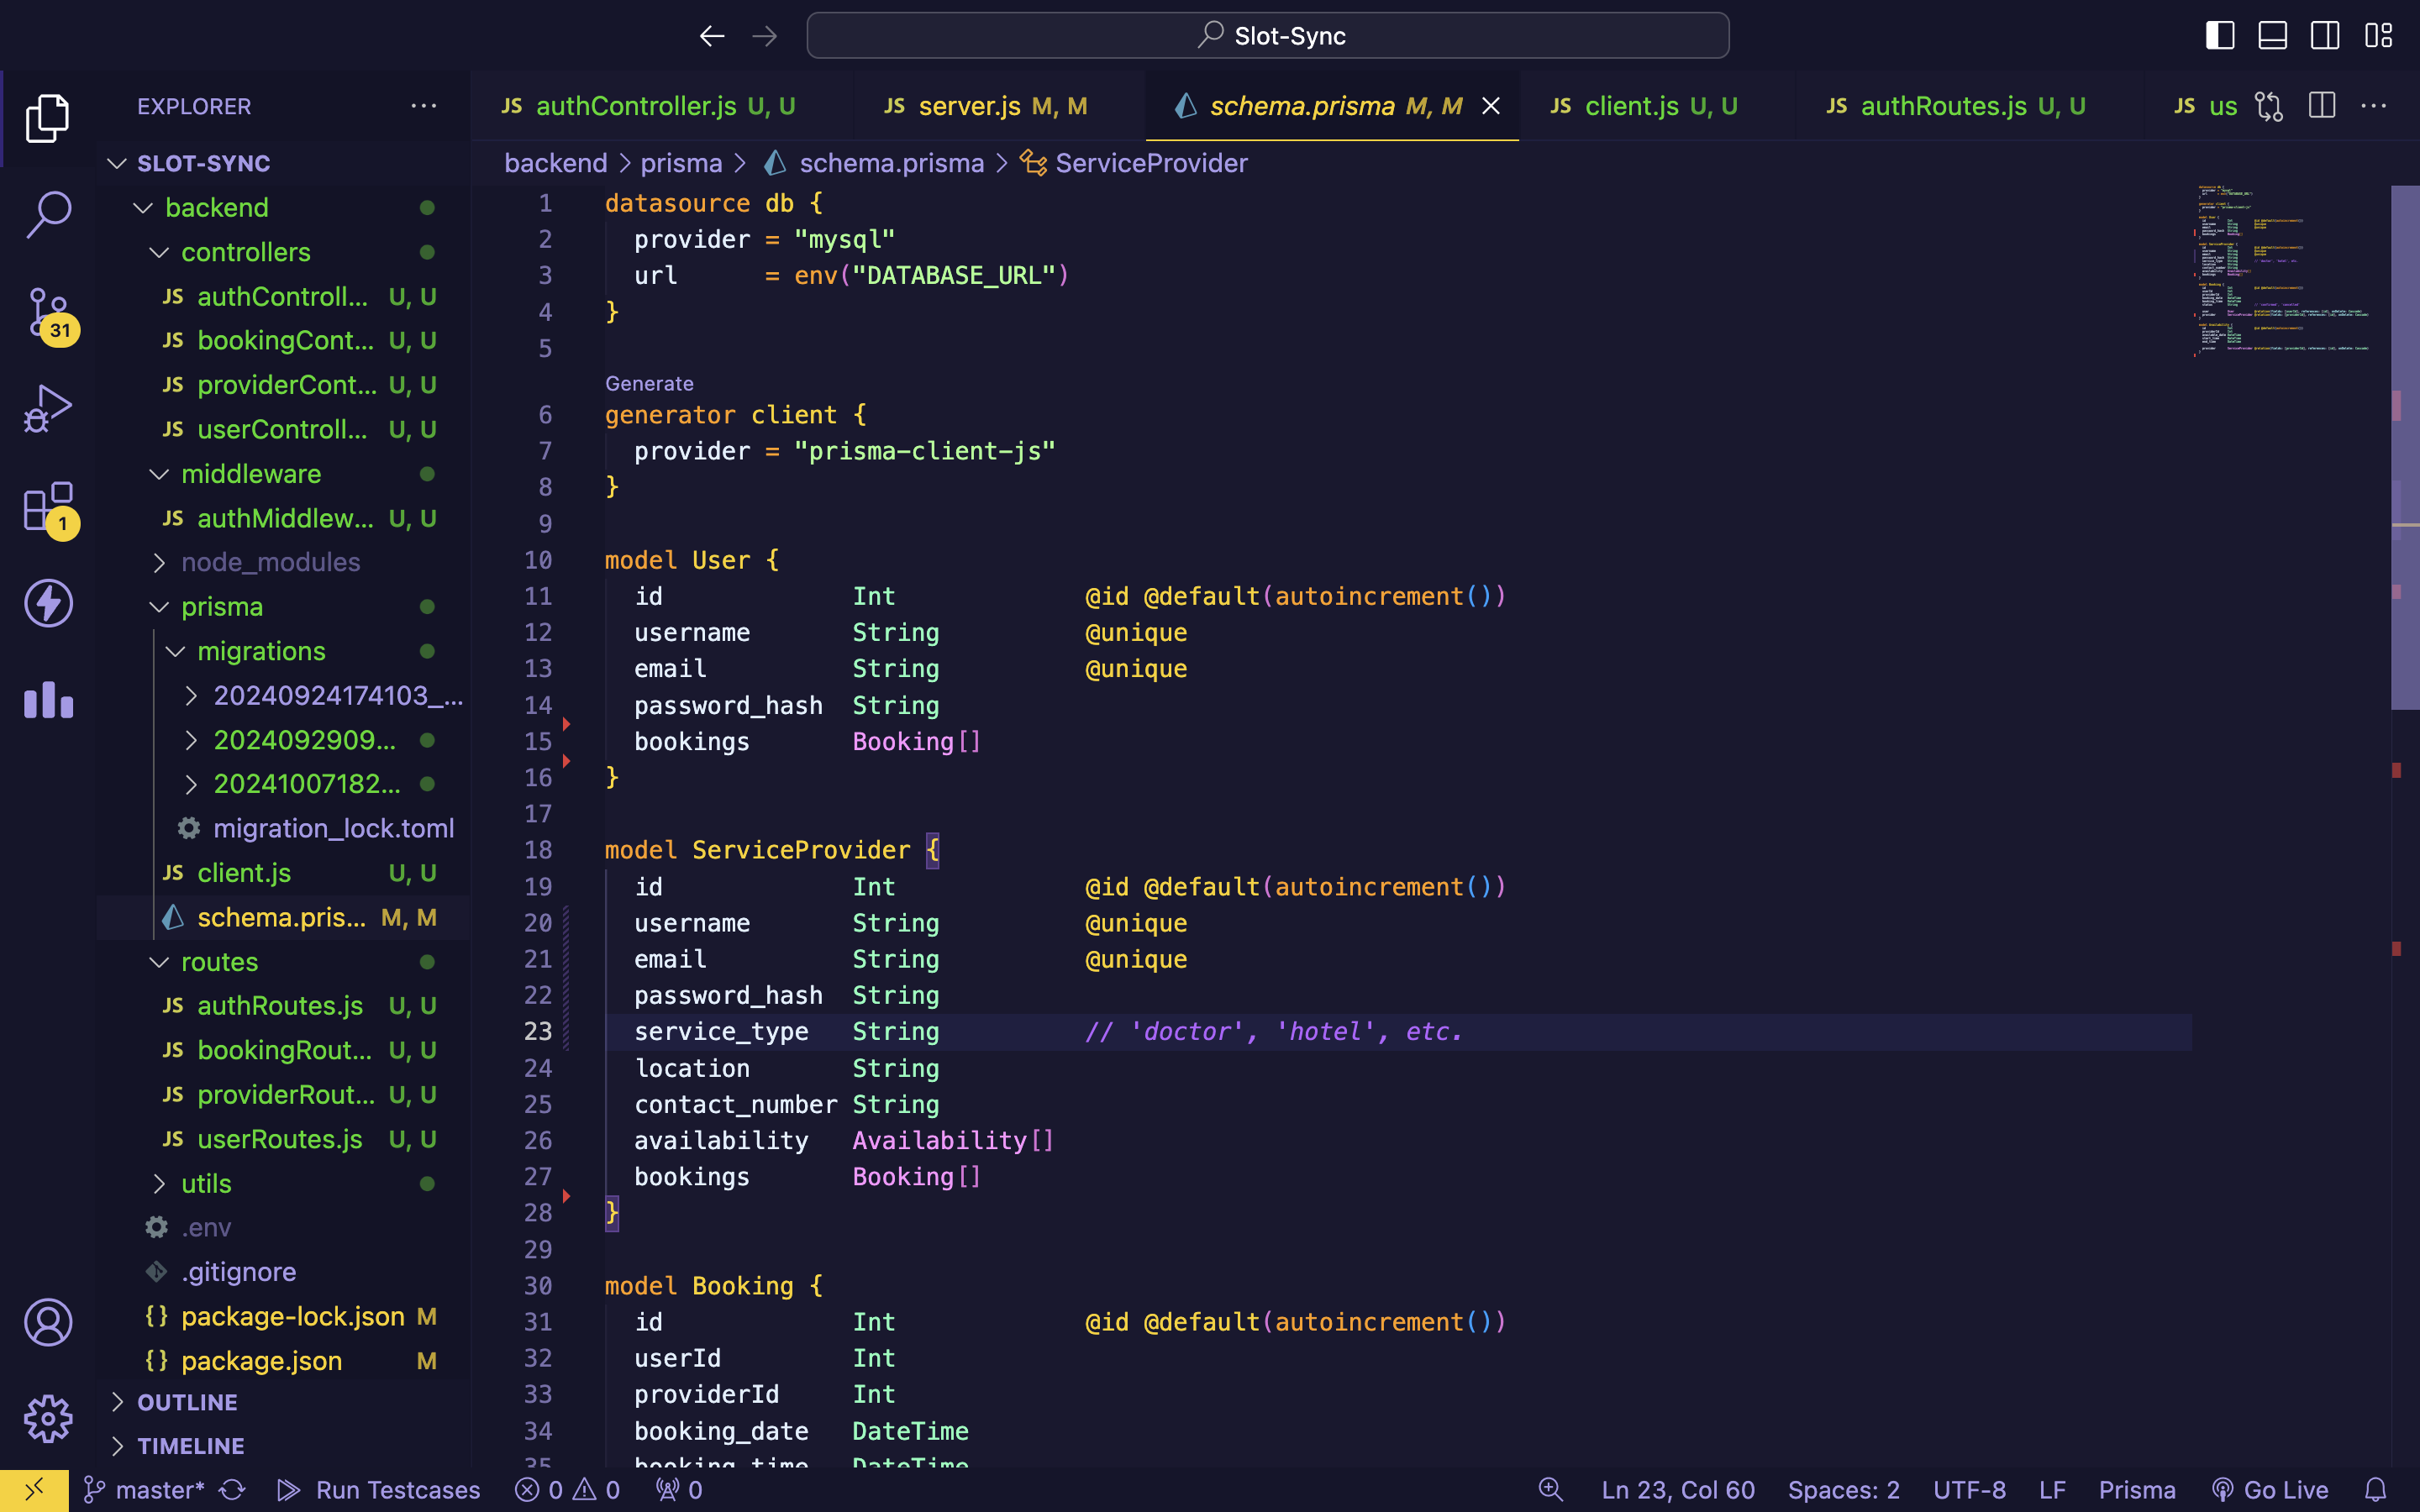 Slot-Sync
EXPLORER
SLOT-SYNC
backend
controllers
JS authControll... U, U
JS bookingCont... U, U
JS providerCont... U, U
JS userControll... U, U
middleware
JS authMiddlew... U, U
node_modules
prisma
migrations
20240924174103_...
2024092909...
20241007182...
migration_lock.toml
JS client.js U, U
schema.pris... M, M
routes
JS authRoutes.js U, U
JS bookingRout... U, U
JS providerRout... U, U
JS userRoutes.js U, U
utils
.env
.gitignore
{} package-lock.json M
{} package.json M
OUTLINE
TIMELINE
31
1
JS authController.js U, U
JS server.js M, M
schema.prisma M, M
JS client.js U, U
JS authRoutes.js U, U
JS us
backend > prisma > schema.prisma > ServiceProvider
1 datasource db {
2 provider = "mysql"
3 url = env("DATABASE_URL")
4 }
5
Generate
6 generator client {
7 provider = "prisma-client-js"
8 }
9
10 model User {
11 id Int @id @default(autoincrement())
12 username String @unique
13 email String @unique
14 password_hash String
15 bookings Booking[]
16 }
17
18 model ServiceProvider {
19 id Int @id @default(autoincrement())
20 username String @unique
21 email String @unique
22 password_hash String
23 service_type String // 'doctor', 'hotel', etc.
24 location String
25 contact_number String
26 availability Availability[]
27 bookings Booking[]
28 }
29
30 model Booking {
31 id Int @id @default(autoincrement())
32 userId Int
33 providerId Int
34 booking_date DateTime
35 booking_time DateTime
master* Run Testcases 0 0 0 Ln 23, Col 60 Spaces: 2 UTF-8 LF Prisma Go Live